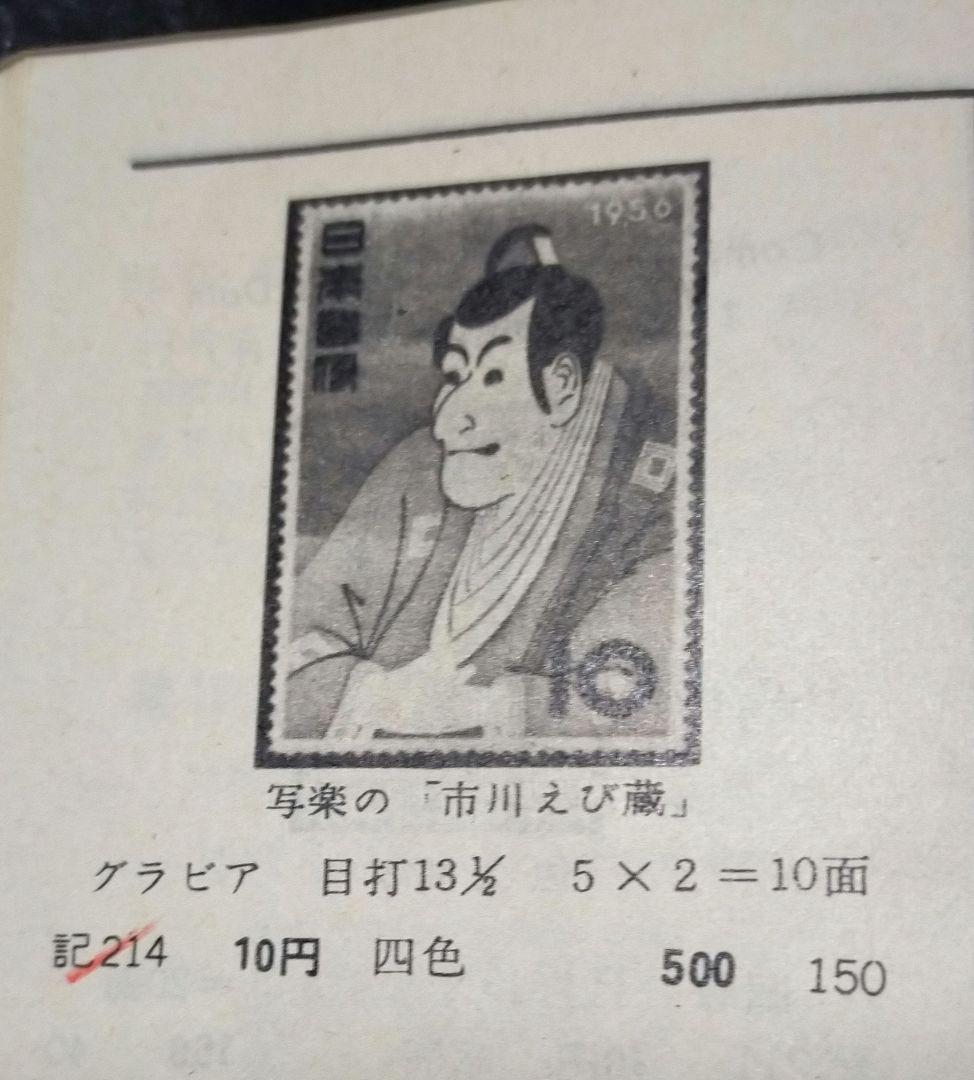 1956
日本郵便
10
写楽の「市川えび蔵」
グラビア 目打13½ 5×2=10面
記214 10円 四色 500 150